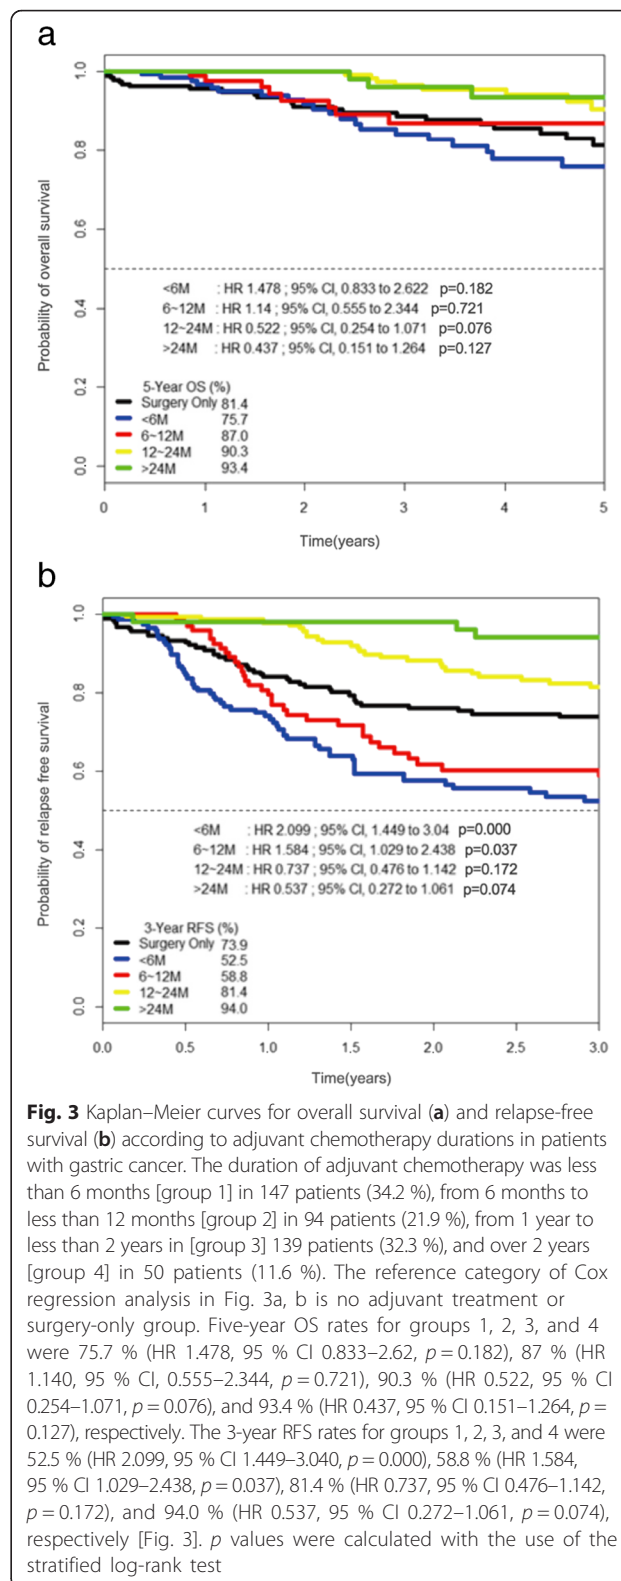 a
Probability of overall survival
1.0
0.8
0.6
0.4
0.2
0.0
<6M : HR 1.478 ; 95% CI, 0.833 to 2.622 p=0.182
6~12M : HR 1.14 ; 95% CI, 0.555 to 2.344 p=0.721
12~24M : HR 0.522 ; 95% CI, 0.254 to 1.071 p=0.076
>24M : HR 0.437 ; 95% CI, 0.151 to 1.264 p=0.127
5-Year OS (%)
Surgery Only 81.4
<6M 75.7
6~12M 87.0
12~24M 90.3
>24M 93.4
0 1 2 3 4 5
Time(years)
b
Probability of relapse free survival
1.0
0.8
0.6
0.4
0.2
0.0
<6M : HR 2.099 ; 95% CI, 1.449 to 3.04 p=0.000
6~12M : HR 1.584 ; 95% CI, 1.029 to 2.438 p=0.037
12~24M : HR 0.737 ; 95% CI, 0.476 to 1.142 p=0.172
>24M : HR 0.537 ; 95% CI, 0.272 to 1.061 p=0.074
3-Year RFS (%)
Surgery Only 73.9
<6M 52.5
6~12M 58.8
12~24M 81.4
>24M 94.0
0.0 0.5 1.0 1.5 2.0 2.5 3.0
Time(years)
Fig. 3 Kaplan–Meier curves for overall survival (a) and relapse-free
survival (b) according to adjuvant chemotherapy durations in patients
with gastric cancer. The duration of adjuvant chemotherapy was less
than 6 months [group 1] in 147 patients (34.2 %), from 6 months to
less than 12 months [group 2] in 94 patients (21.9 %), from 1 year to
less than 2 years in [group 3] 139 patients (32.3 %), and over 2 years
[group 4] in 50 patients (11.6 %). The reference category of Cox
regression analysis in Fig. 3a, b is no adjuvant treatment or
surgery-only group. Five-year OS rates for groups 1, 2, 3, and 4
were 75.7 % (HR 1.478, 95 % CI 0.833–2.62, p = 0.182), 87 % (HR
1.140, 95 % CI, 0.555–2.344, p = 0.721), 90.3 % (HR 0.522, 95 % CI
0.254–1.071, p = 0.076), and 93.4 % (HR 0.437, 95 % CI 0.151–1.264, p =
0.127), respectively. The 3-year RFS rates for groups 1, 2, 3, and 4 were
52.5 % (HR 2.099, 95 % CI 1.449–3.040, p = 0.000), 58.8 % (HR 1.584,
95 % CI 1.029–2.438, p = 0.037), 81.4 % (HR 0.737, 95 % CI 0.476–1.142,
p = 0.172), and 94.0 % (HR 0.537, 95 % CI 0.272–1.061, p = 0.074),
respectively [Fig. 3]. p values were calculated with the use of the
stratified log-rank test